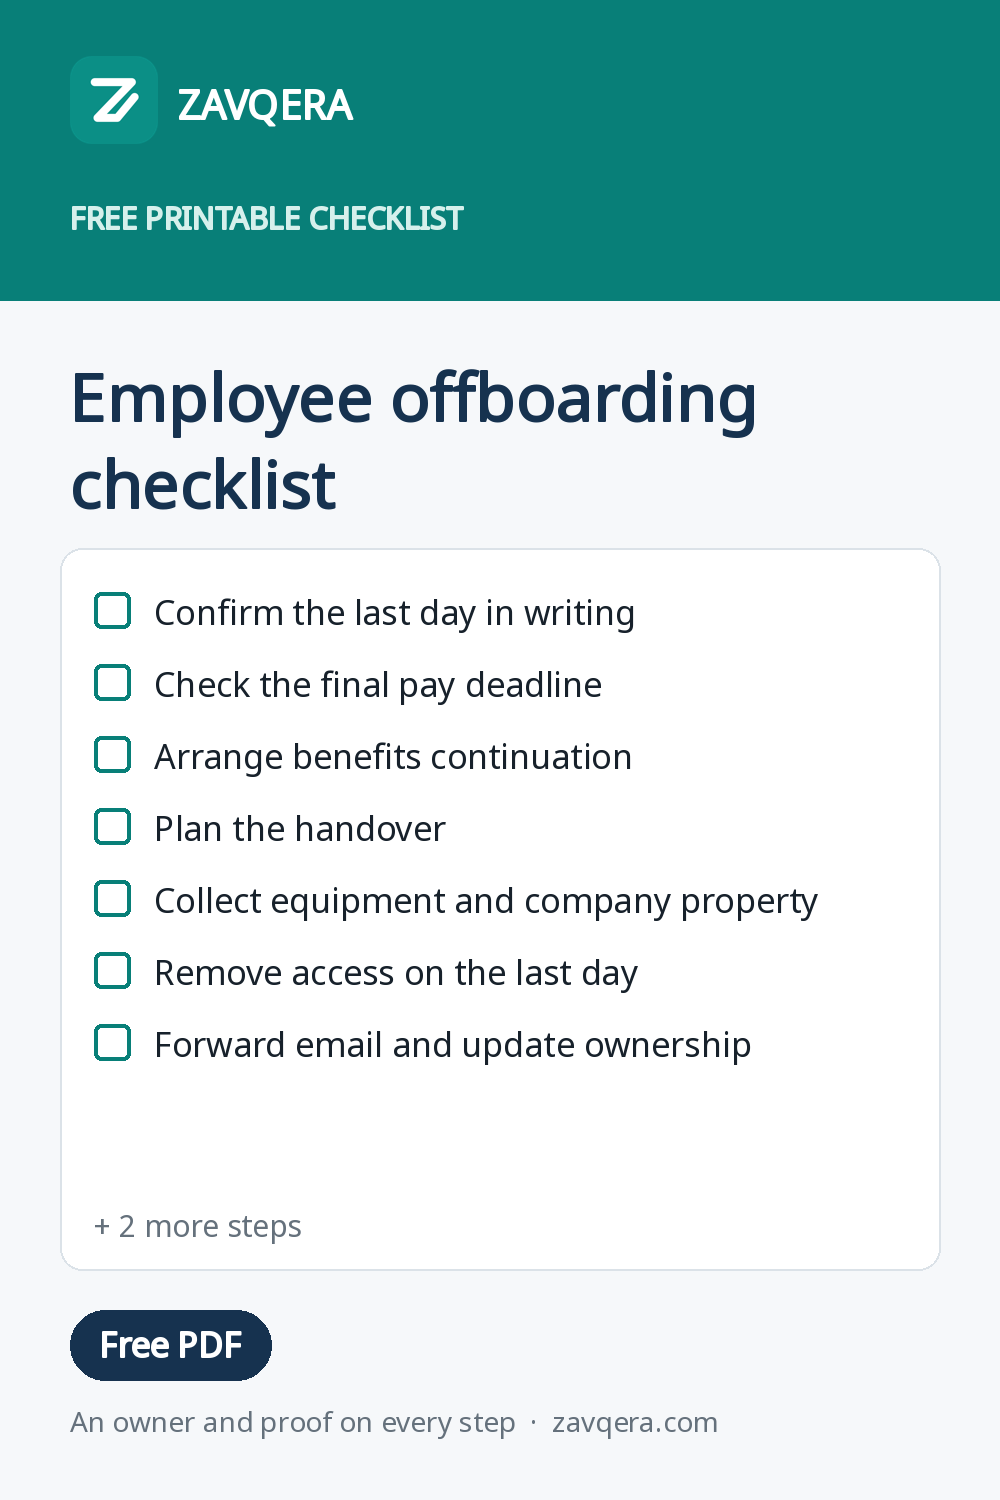 ZAVQERA
FREE PRINTABLE CHECKLIST
Employee offboarding
checklist
Confirm the last day in writing
Check the final pay deadline
Arrange benefits continuation
Plan the handover
Collect equipment and company property
Remove access on the last day
Forward email and update ownership
+ 2 more steps
Free PDF
An owner and proof on every step · zavqera.com